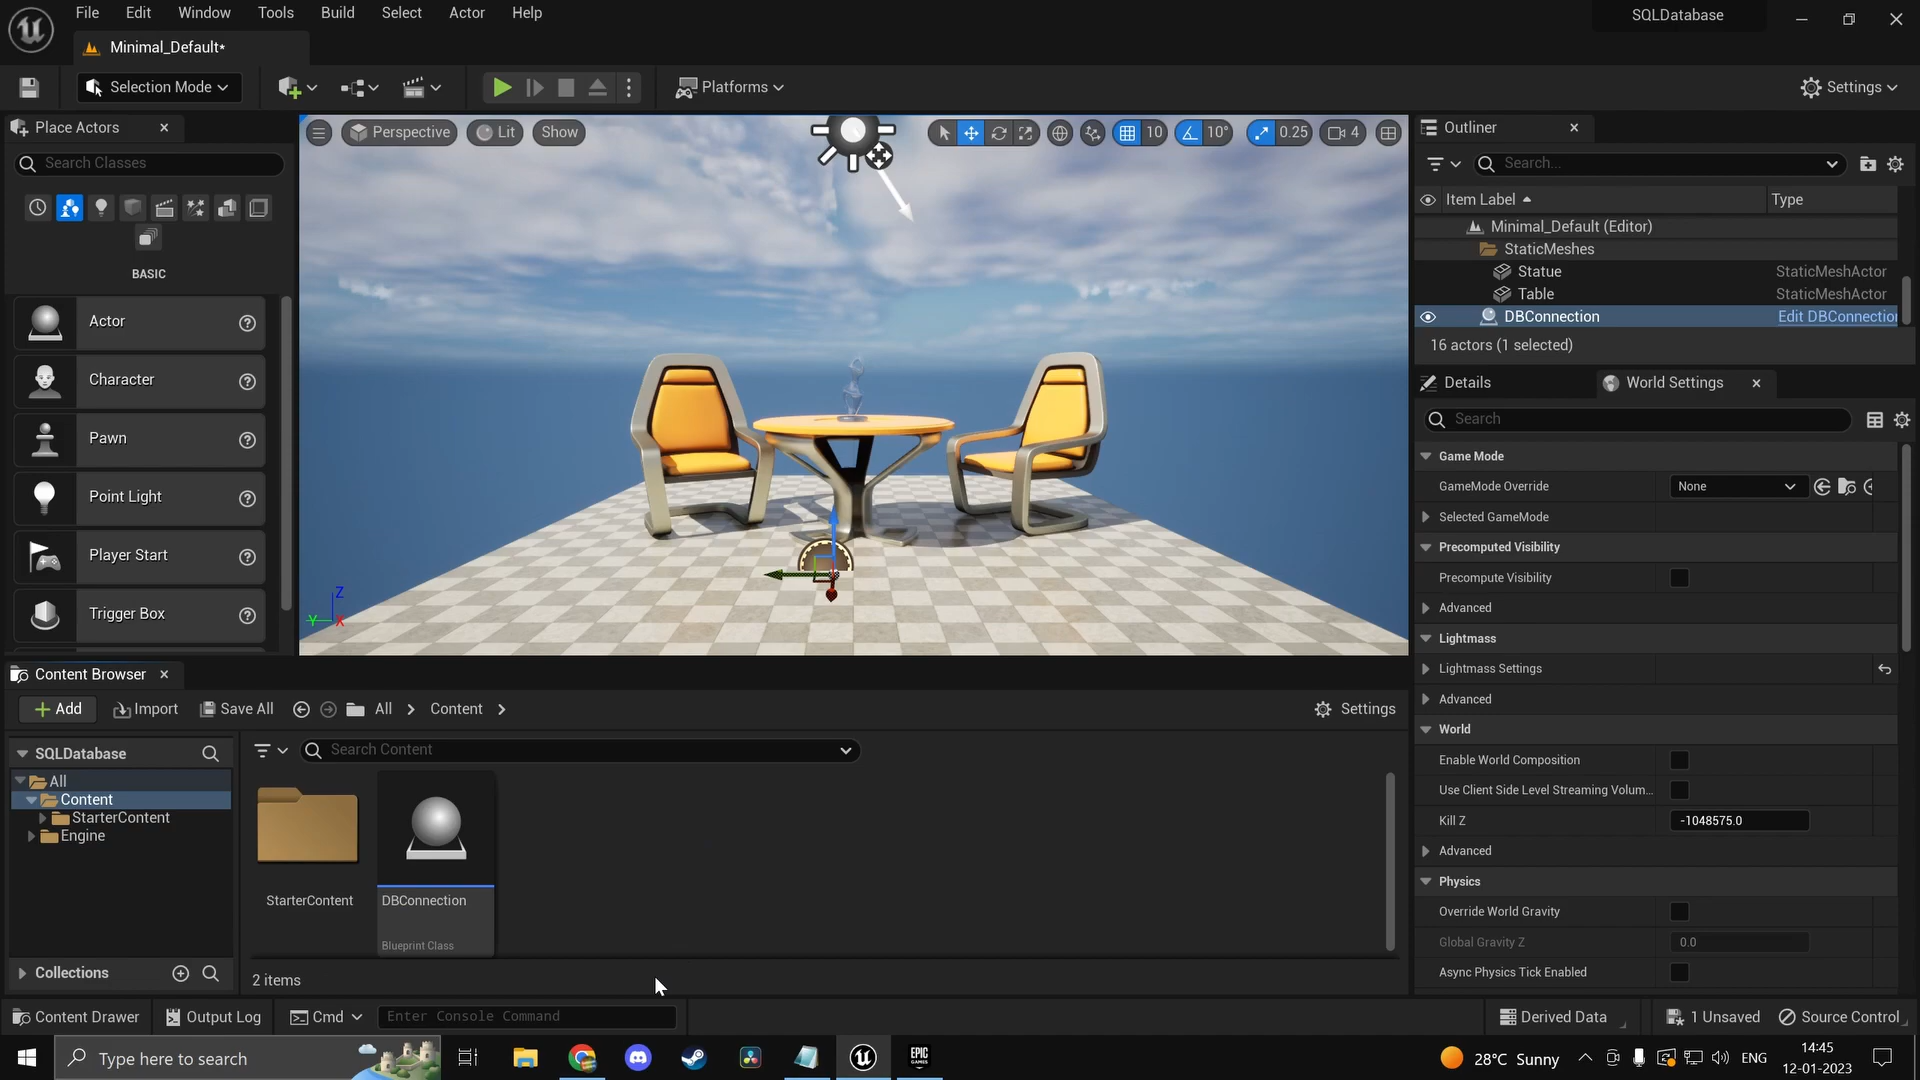 File Edit Window Tools Build Select Actor Help
SQLDatabase
Minimal_Default*
Selection Mode
Platforms
Settings
Place Actors
Search Classes
BASIC
Actor
Character
Pawn
Point Light
Player Start
Trigger Box
Perspective Lit Show
10 10° 0.25 4
Outliner
Search...
Item Label Type
Minimal_Default (Editor)
StaticMeshes
Statue StaticMeshActor
Table StaticMeshActor
DBConnection Edit DBConnection
16 actors (1 selected)
Details World Settings
Search
Game Mode
GameMode Override None
Selected GameMode
Precomputed Visibility
Precompute Visibility
Advanced
Lightmass
Lightmass Settings
Advanced
World
Enable World Composition
Use Client Side Level Streaming Volum...
Kill Z -1048575.0
Advanced
Physics
Override World Gravity
Global Gravity Z 0.0
Async Physics Tick Enabled
Z
Y X
Content Browser
Add Import Save All All Content
Settings
SQLDatabase
Search Content
All
Content
StarterContent
Engine
StarterContent
DBConnection
Blueprint Class
Collections
2 items
Content Drawer Output Log Cmd Enter Console Command
Derived Data 1 Unsaved Source Control
Type here to search
EPIC
GAMES
28°C Sunny ENG
14:45
12-01-2023